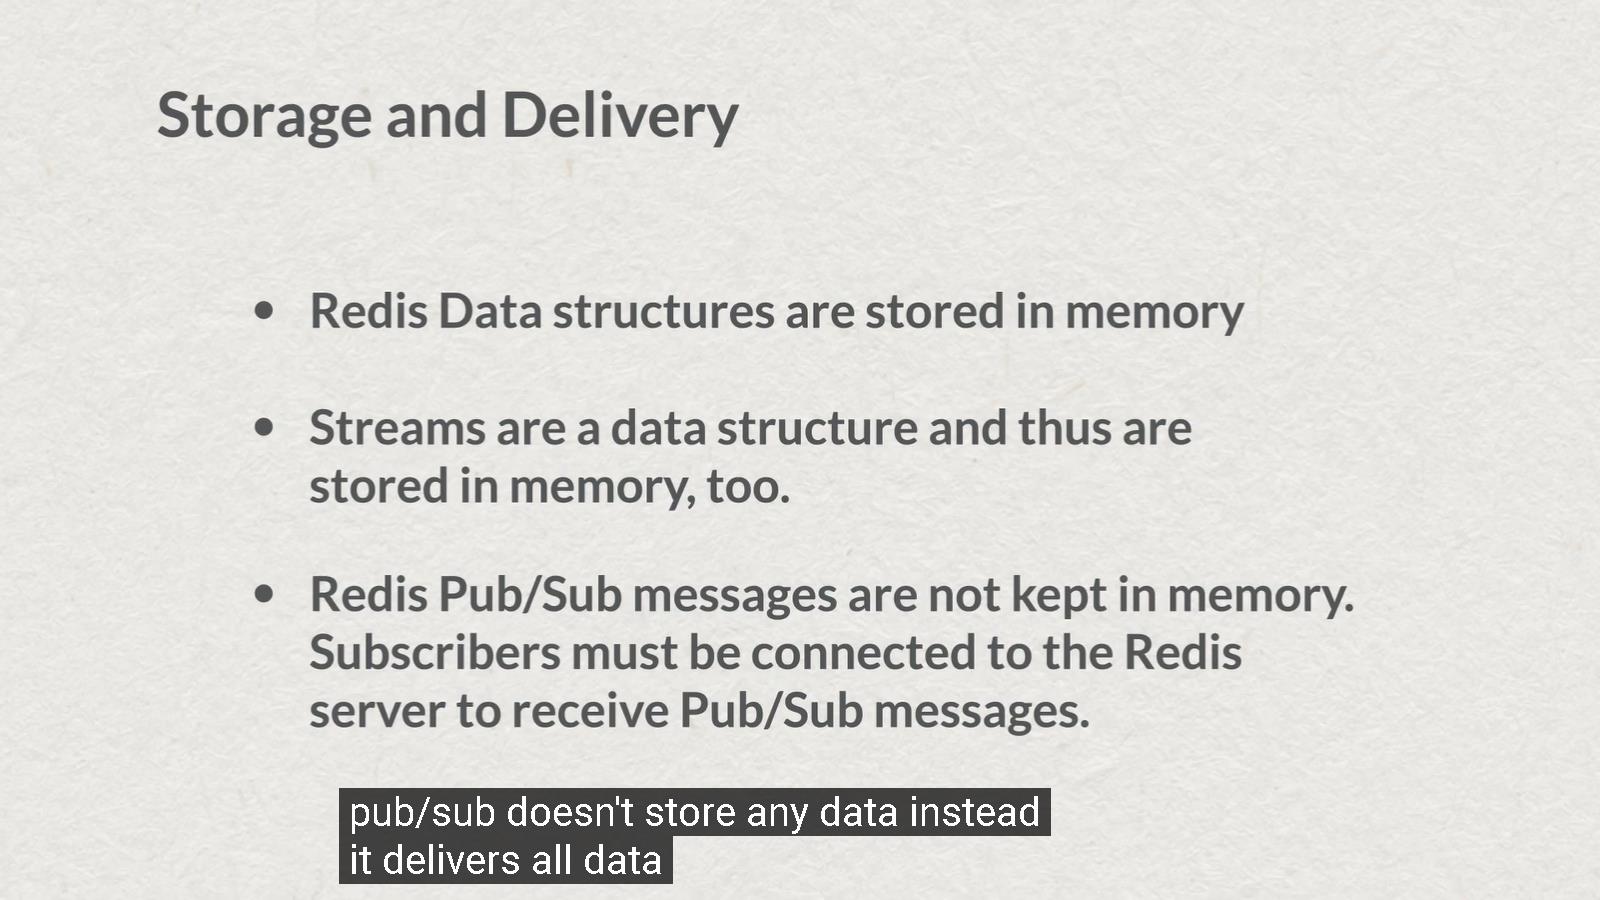 Storage and Delivery
• Redis Data structures are stored in memory
• Streams are a data structure and thus are
stored in memory, too.
• Redis Pub/Sub messages are not kept in memory.
Subscribers must be connected to the Redis
server to receive Pub/Sub messages.
pub/sub doesn't store any data instead
it delivers all data